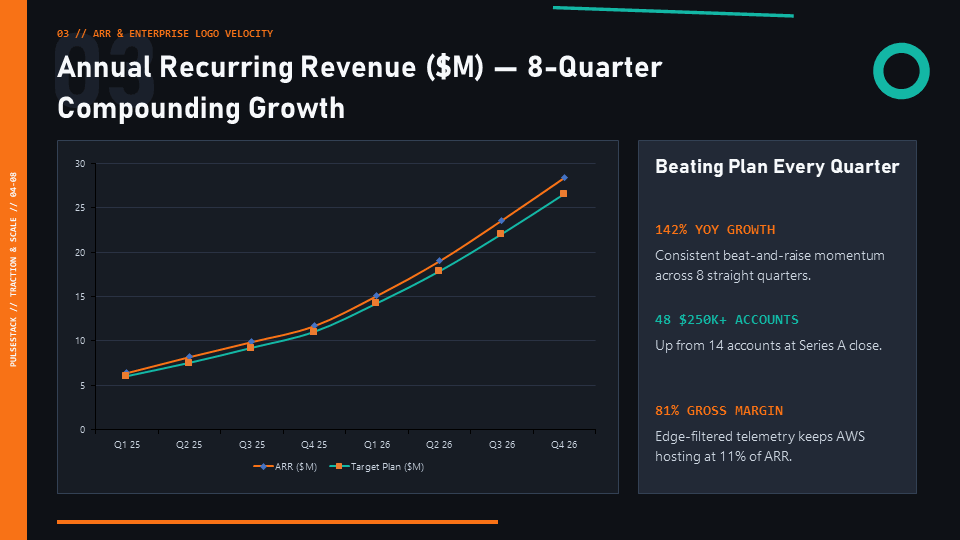 03 // ARR & ENTERPRISE LOGO VELOCITY
03
Annual Recurring Revenue ($M) — 8-Quarter
Compounding Growth
PULSESTACK // TRACTION & SCALE // 04-08
30
25
20
15
10
5
0
Q1 25 Q2 25 Q3 25 Q4 25 Q1 26 Q2 26 Q3 26 Q4 26
ARR ($M) Target Plan ($M)
Beating Plan Every Quarter
142% YOY GROWTH
Consistent beat-and-raise momentum
across 8 straight quarters.
48 $250K+ ACCOUNTS
Up from 14 accounts at Series A close.
81% GROSS MARGIN
Edge-filtered telemetry keeps AWS
hosting at 11% of ARR.